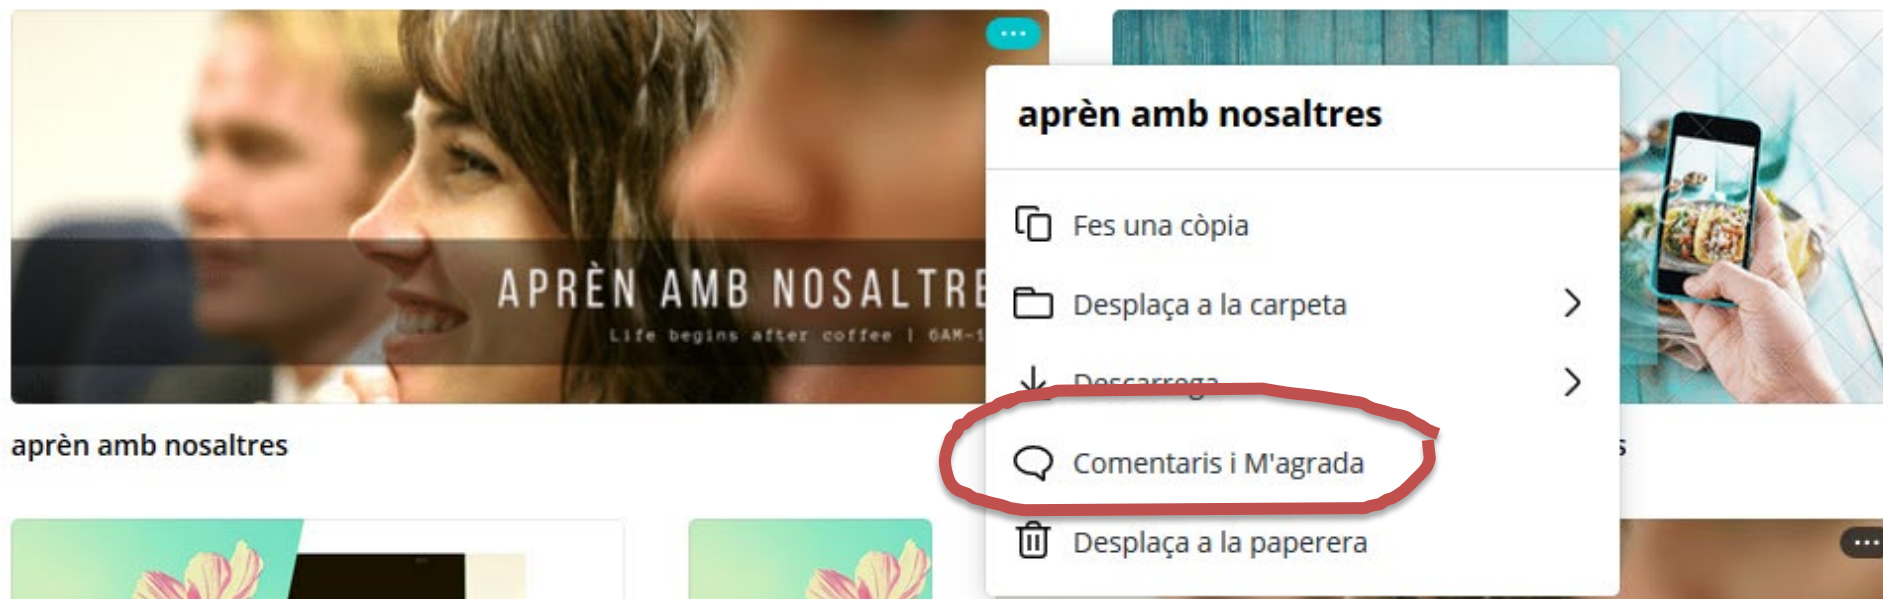 APRÈN AMB NOSALTRE
Life begins after coffee | 6AM-1
aprèn amb nosaltres
aprèn amb nosaltres
Fes una còpia
Desplaça a la carpeta
Descarrega
Comentaris i M'agrada
Desplaça a la paperera
s